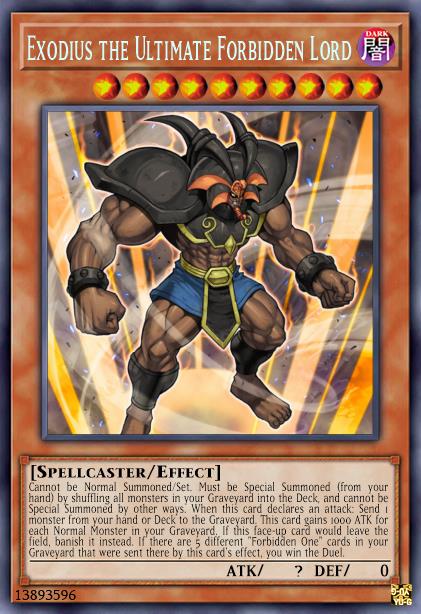 EXODIUS THE ULTIMATE FORBIDDEN LORD
DARK
闇
[SPELLCASTER/EFFECT]
Cannot be Normal Summoned/Set. Must be Special Summoned (from your
hand) by shuffling all monsters in your Graveyard into the Deck, and cannot be
Special Summoned by other ways. When this card declares an attack: Send 1
monster from your hand or Deck to the Graveyard. This card gains 1000 ATK for
each Normal Monster in your Graveyard. If this face-up card would leave the
field, banish it instead. If there are 5 different "Forbidden One" cards in
your Graveyard that were sent there by this card's effect, you win the Duel.
ATK/ ? DEF/ 0
13893596